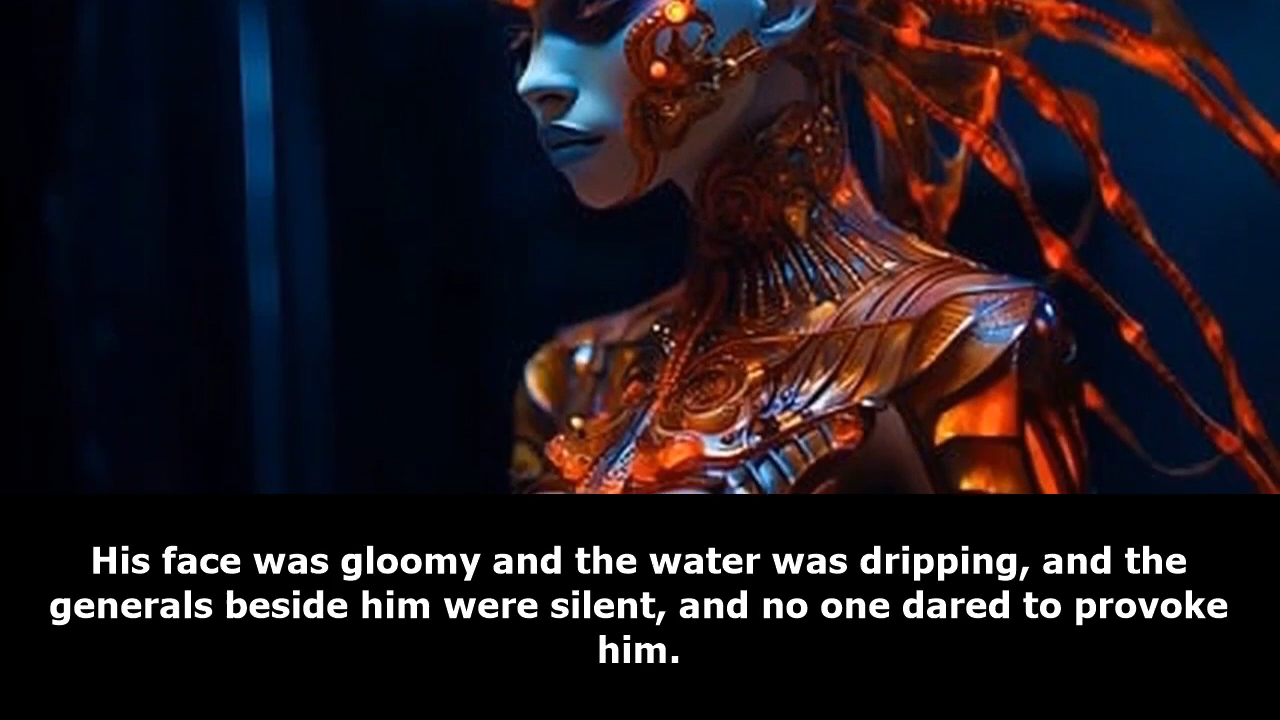 His face was gloomy and the water was dripping, and the
generals beside him were silent, and no one dared to provoke
him.